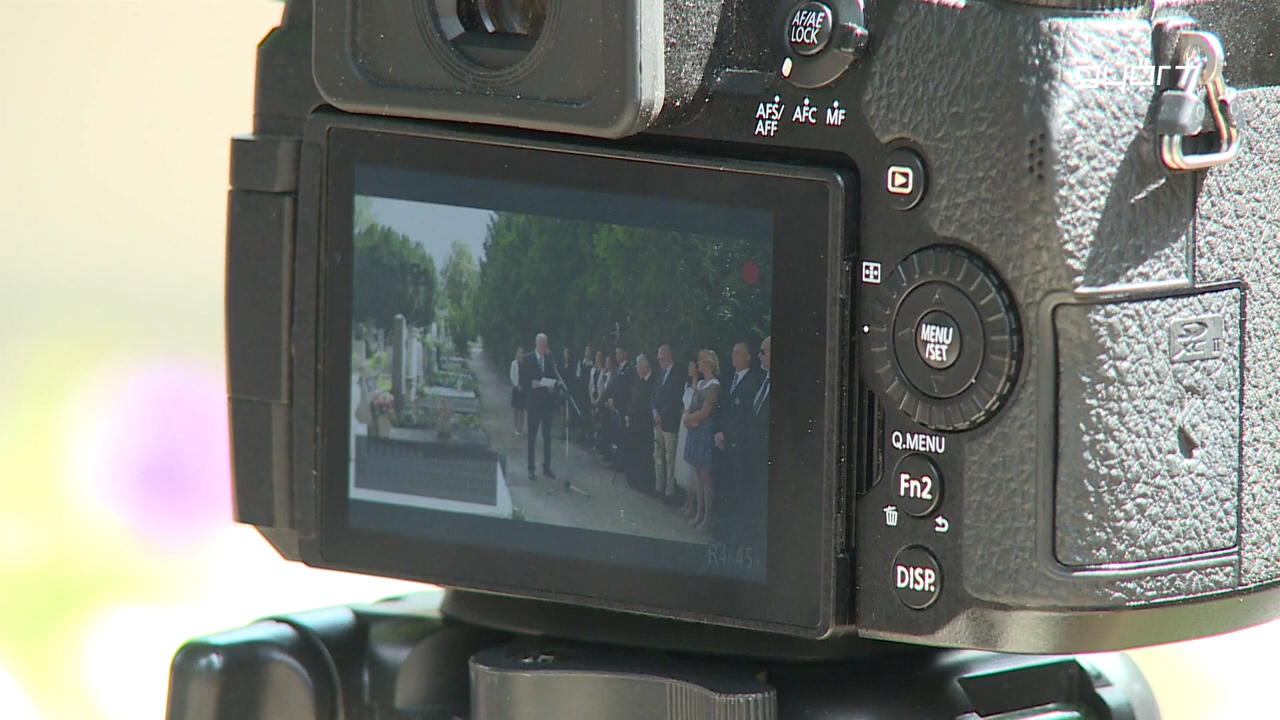 AF/AE
LOCK
AFS/
AFF
AFC
MF
MENU
/SET
Q.MENU
Fn2
DISP.